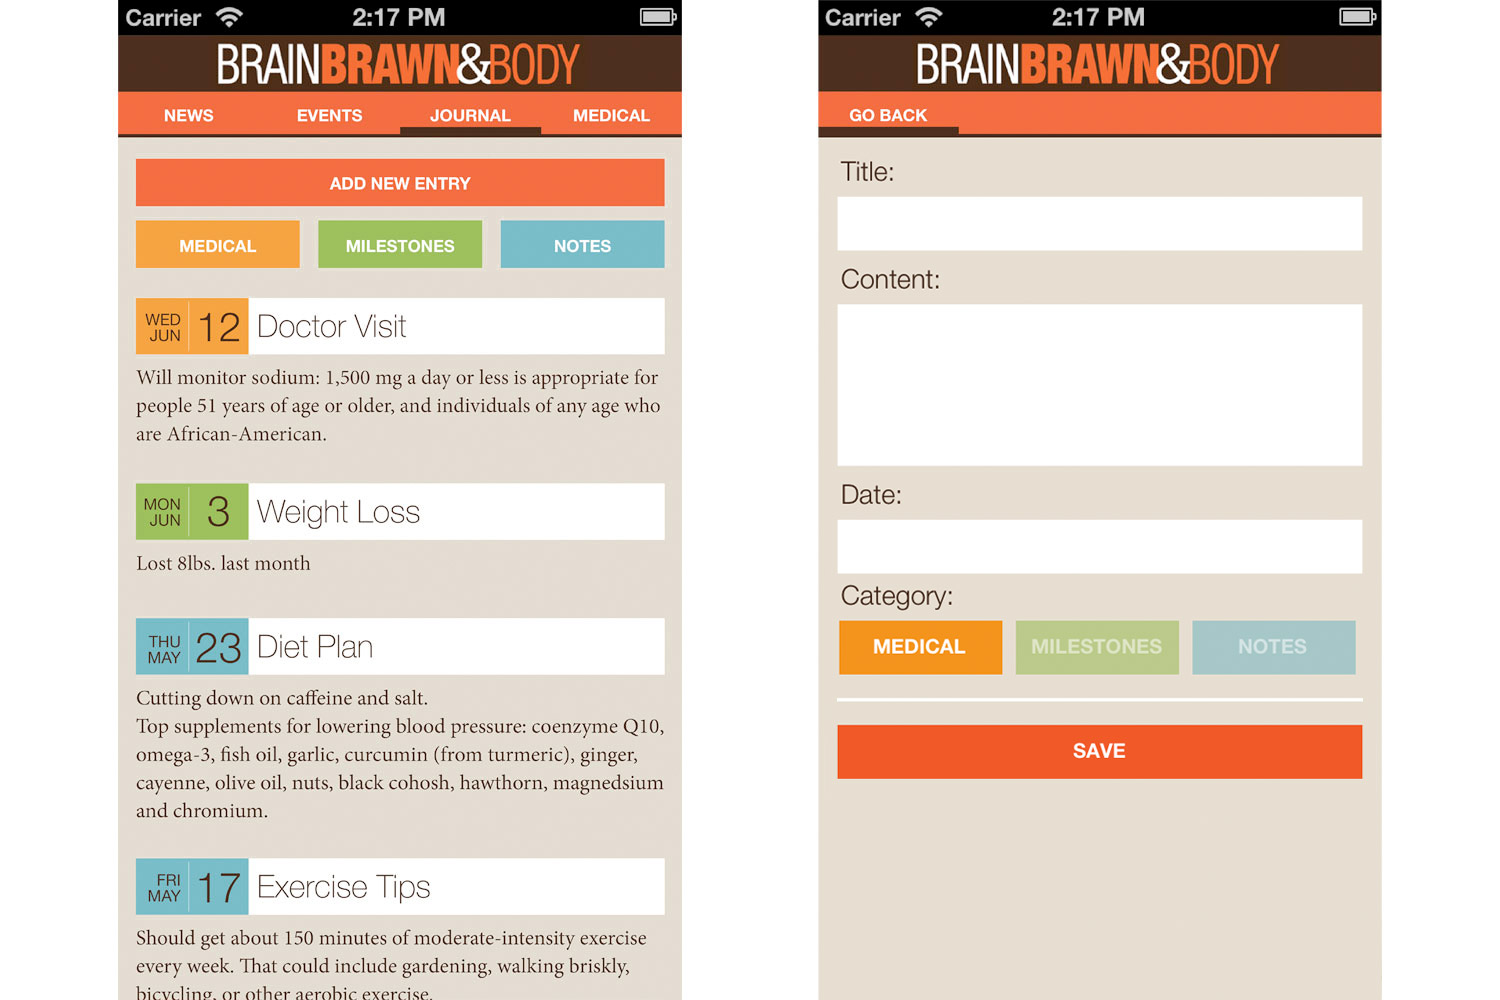 Carrier 2:17 PM
BRAINBRAWN&BODY
NEWS EVENTS JOURNAL MEDICAL
ADD NEW ENTRY
MEDICAL MILESTONES NOTES
WED
JUN
12 Doctor Visit
Will monitor sodium: 1,500 mg a day or less is appropriate for
people 51 years of age or older, and individuals of any age who
are African-American.
MON
JUN
3 Weight Loss
Lost 8lbs. last month
THU
MAY
23 Diet Plan
Cutting down on caffeine and salt.
Top supplements for lowering blood pressure: coenzyme Q10,
omega-3, fish oil, garlic, curcumin (from turmeric), ginger,
cayenne, olive oil, nuts, black cohosh, hawthorn, magnedsium
and chromium.
FRI
MAY
17 Exercise Tips
Should get about 150 minutes of moderate-intensity exercise
every week. That could include gardening, walking briskly,
bicycling, or other aerobic exercise.
Carrier 2:17 PM
BRAINBRAWN&BODY
GO BACK
Title:
Content:
Date:
Category:
MEDICAL MILESTONES NOTES
SAVE